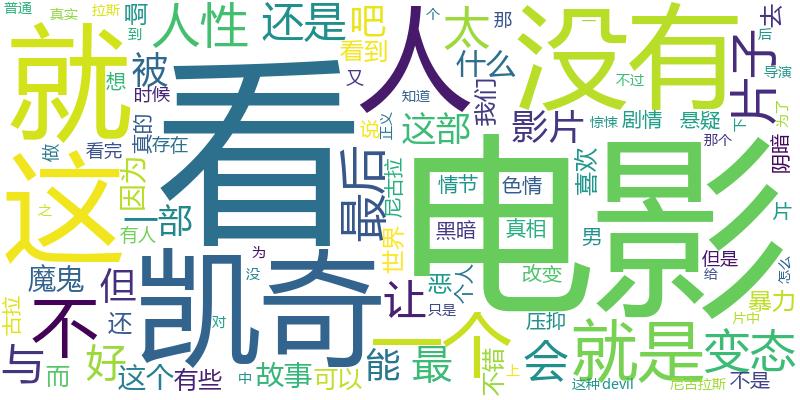 普通
真实
拉斯
到
啊
想
人性
还是
吧
看到
个
那
太
什么
没有
一
去
后
导演
片子
就
看
人
被
时候
又
知道
我们
影片
不过
惊悚
剧情
悬疑
下
那个
为了
阴暗
做
看完
真的
存在
因为
最后
说
正义
尼古拉
这部
情节
色情
喜欢
电影
这
之
有人
一部
世界
黑暗
真相
男
片
魔鬼
但
凯奇
为
没
让
恶
个人
只是
改变
但是
给
怎么
古拉
不
还
对
一个
压抑
暴力
片中
与
而
好
这个
有些
中
故事
可以
能
最
不错
上
会
就是
这种
devil
变态
尼古拉斯
不是